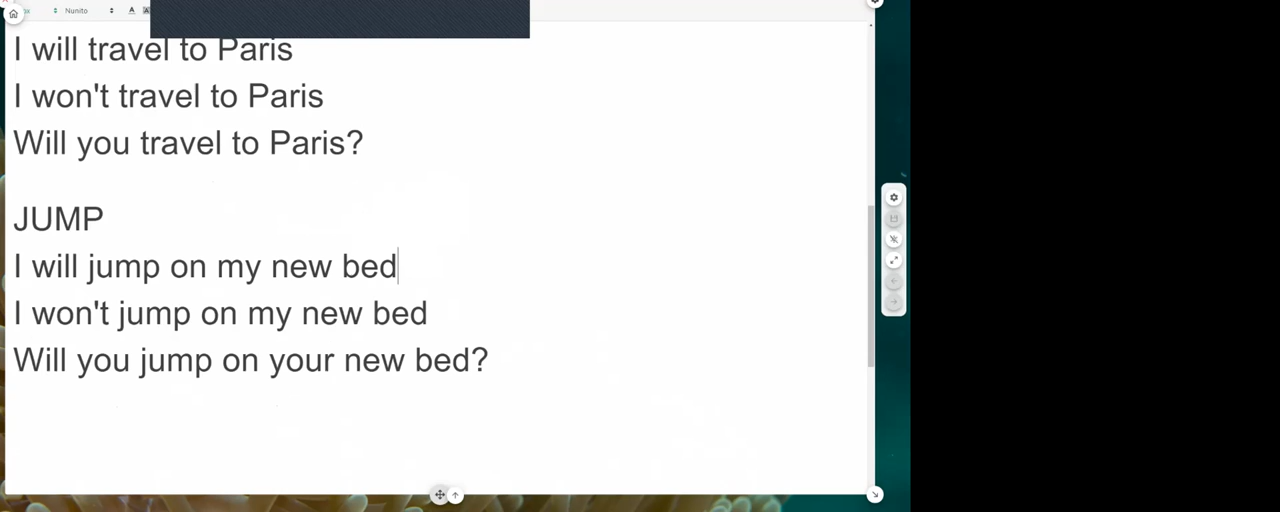 Nunito
I will travel to Paris
I won't travel to Paris
Will you travel to Paris?
JUMP
I will jump on my new bed
I won't jump on my new bed
Will you jump on your new bed?